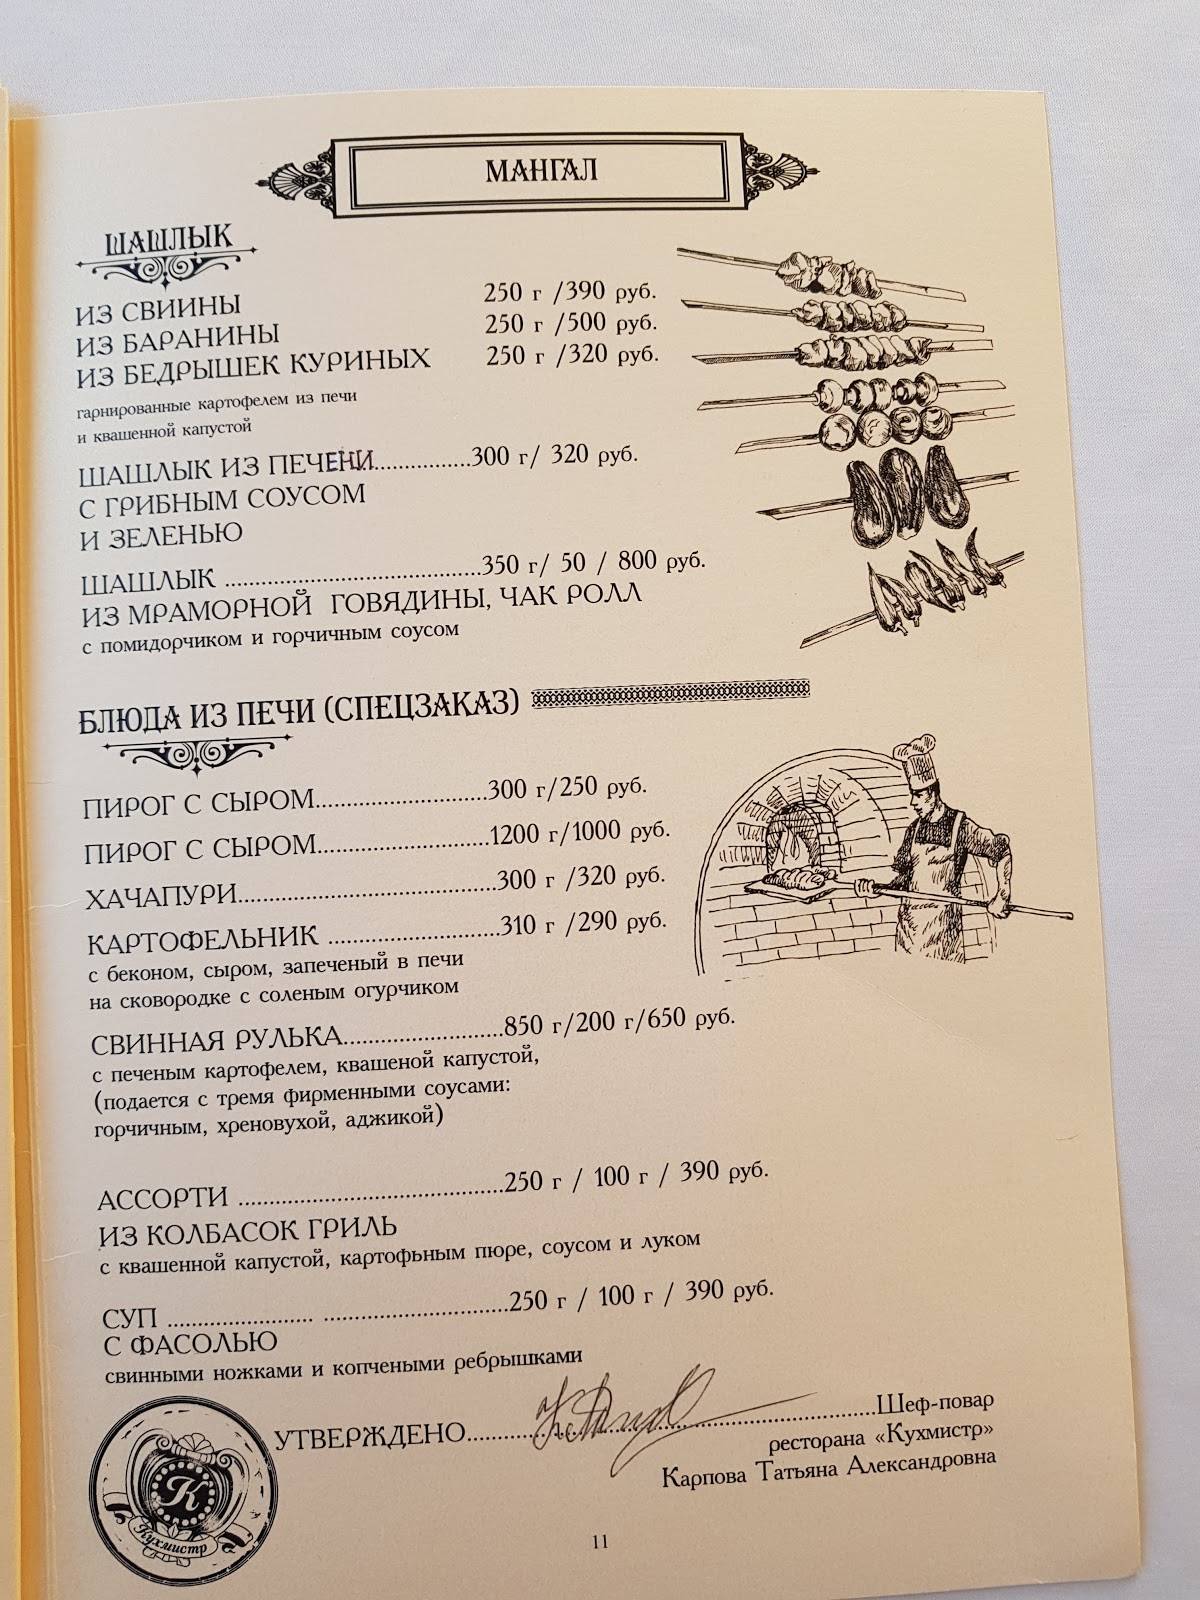 МАНГАЛ
ШАШЛЫК
ИЗ СВИИНЫ 250 г /390 руб.
ИЗ БАРАНИНЫ 250 г /500 руб.
ИЗ БЕДРЫШЕК КУРИНЫХ 250 г /320 руб.
гарнированные картофелем из печи
и квашенной капустой
ШАШЛЫК ИЗ ПЕЧЕНИ..............300 г/ 320 руб.
С ГРИБНЫМ СОУСОМ
И ЗЕЛЕНЬЮ
ШАШЛЫК .....................................350 г/ 50 / 800 руб.
ИЗ МРАМОРНОЙ ГОВЯДИНЫ, ЧАК РОЛЛ
с помидорчиком и горчичным соусом
БЛЮДА ИЗ ПЕЧИ (СПЕЦЗАКАЗ)
ПИРОГ С СЫРОМ.........................300 г/250 руб.
ПИРОГ С СЫРОМ.........................1200 г/1000 руб.
ХАЧАПУРИ.....................................300 г /320 руб.
КАРТОФЕЛЬНИК .........................310 г /290 руб.
с беконом, сыром, запеченый в печи
на сковородке с соленым огурчиком
СВИННАЯ РУЛЬКА.......................850 г/200 г/650 руб.
с печеным картофелем, квашеной капустой,
(подается с тремя фирменными соусами:
горчичным, хреновухой, аджикой)
АССОРТИ ......................................250 г / 100 г / 390 руб.
ИЗ КОЛБАСОК ГРИЛЬ
с квашенной капустой, картофьным пюре, соусом и луком
СУП ..................... ...........................250 г / 100 г / 390 руб.
С ФАСОЛЬЮ
свинными ножками и копчеными ребрышками
УТВЕРЖДЕНО............................................................Шеф-повар
ресторана «Кухмистр»
Карпова Татьяна Александровна
К
Кухмистр
11